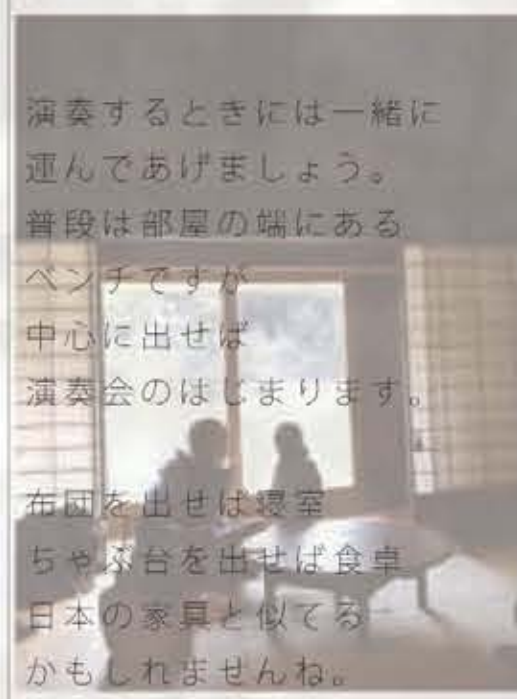 演奏するときには一緒に
運んであげましょう。
普段は部屋の端にある
ベンチですが
中心に出せば
演奏会のはじまります。
布団を出せば寝室
ちゃぶ台を出せば食卓
日本の家具と似てる
かもしれませんね。